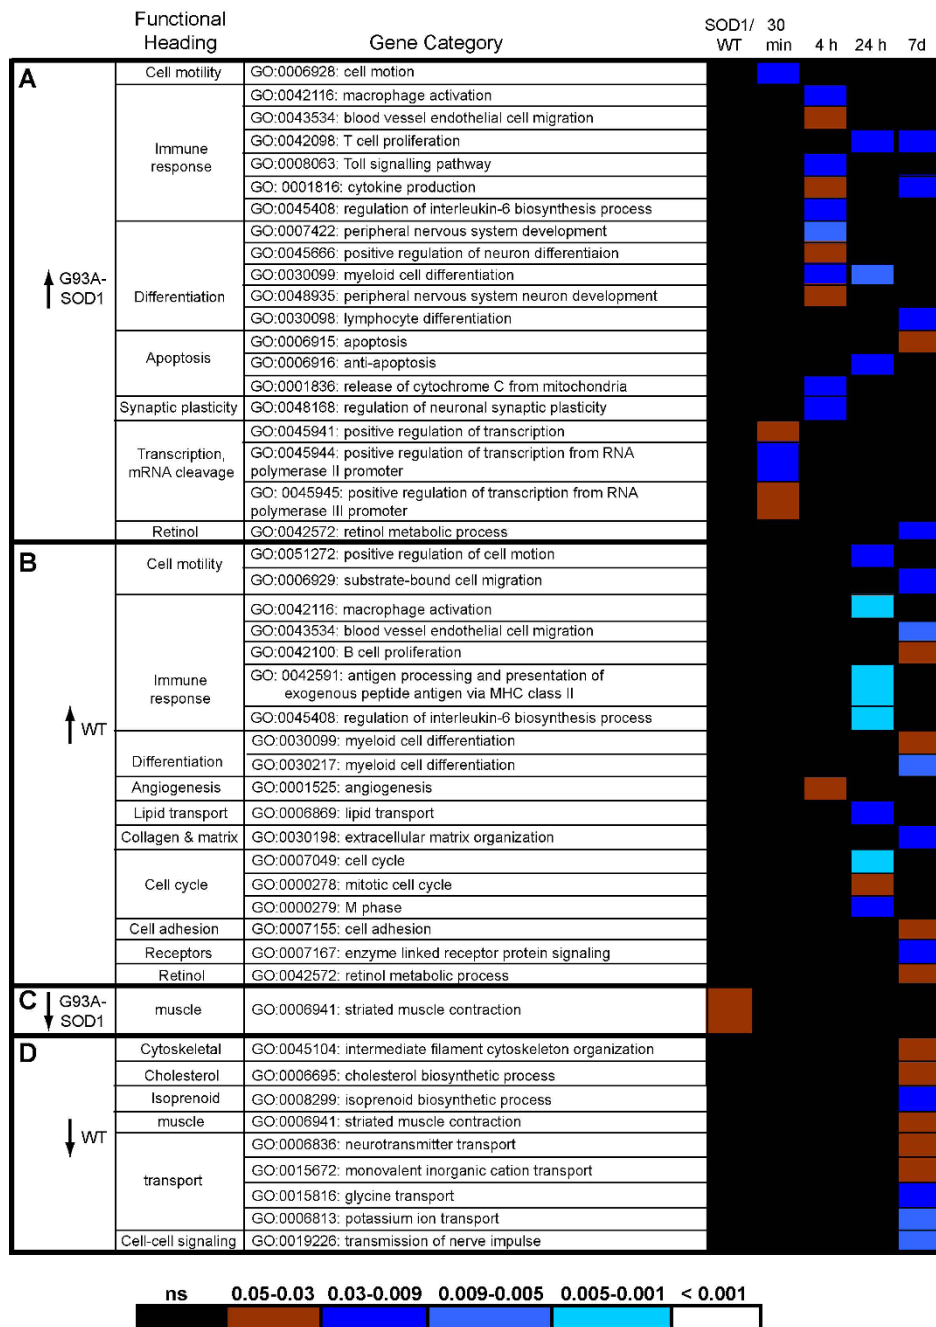 Functional Heading
Gene Category
SOD1/WT
30 min
4 h
24 h
7d
A
↑ G93A-SOD1
Cell motility
GO:0006928: cell motion
Immune response
GO:0042116: macrophage activation
GO:0043534: blood vessel endothelial cell migration
GO:0042098: T cell proliferation
GO:0008063: Toll signalling pathway
GO: 0001816: cytokine production
GO:0045408: regulation of interleukin-6 biosynthesis process
Differentiation
GO:0007422: peripheral nervous system development
GO:0045666: positive regulation of neuron differentiaion
GO:0030099: myeloid cell differentiation
GO:0048935: peripheral nervous system neuron development
GO:0030098: lymphocyte differentiation
Apoptosis
GO:0006915: apoptosis
GO:0006916: anti-apoptosis
GO:0001836: release of cytochrome C from mitochondria
Synaptic plasticity
GO:0048168: regulation of neuronal synaptic plasticity
Transcription, mRNA cleavage
GO:0045941: positive regulation of transcription
GO:0045944: positive regulation of transcription from RNA
polymerase II promoter
GO: 0045945: positive regulation of transcription from RNA
polymerase III promoter
Retinol
GO:0042572: retinol metabolic process
B
↑ WT
Cell motility
GO:0051272: positive regulation of cell motion
GO:0006929: substrate-bound cell migration
Immune response
GO:0042116: macrophage activation
GO:0043534: blood vessel endothelial cell migration
GO:0042100: B cell proliferation
GO: 0042591: antigen processing and presentation of
exogenous peptide antigen via MHC class II
GO:0045408: regulation of interleukin-6 biosynthesis process
Differentiation
GO:0030099: myeloid cell differentiation
GO:0030217: myeloid cell differentiation
Angiogenesis
GO:0001525: angiogenesis
Lipid transport
GO:0006869: lipid transport
Collagen & matrix
GO:0030198: extracellular matrix organization
Cell cycle
GO:0007049: cell cycle
GO:0000278: mitotic cell cycle
GO:0000279: M phase
Cell adhesion
GO:0007155: cell adhesion
Receptors
GO:0007167: enzyme linked receptor protein signaling
Retinol
GO:0042572: retinol metabolic process
C
↓ G93A-SOD1
muscle
GO:0006941: striated muscle contraction
D
↓ WT
Cytoskeletal
GO:0045104: intermediate filament cytoskeleton organization
Cholesterol
GO:0006695: cholesterol biosynthetic process
Isoprenoid
GO:0008299: isoprenoid biosynthetic process
muscle
GO:0006941: striated muscle contraction
transport
GO:0006836: neurotransmitter transport
GO:0015672: monovalent inorganic cation transport
GO:0015816: glycine transport
GO:0006813: potassium ion transport
Cell-cell signaling
GO:0019226: transmission of nerve impulse
ns 0.05-0.03 0.03-0.009 0.009-0.005 0.005-0.001 < 0.001